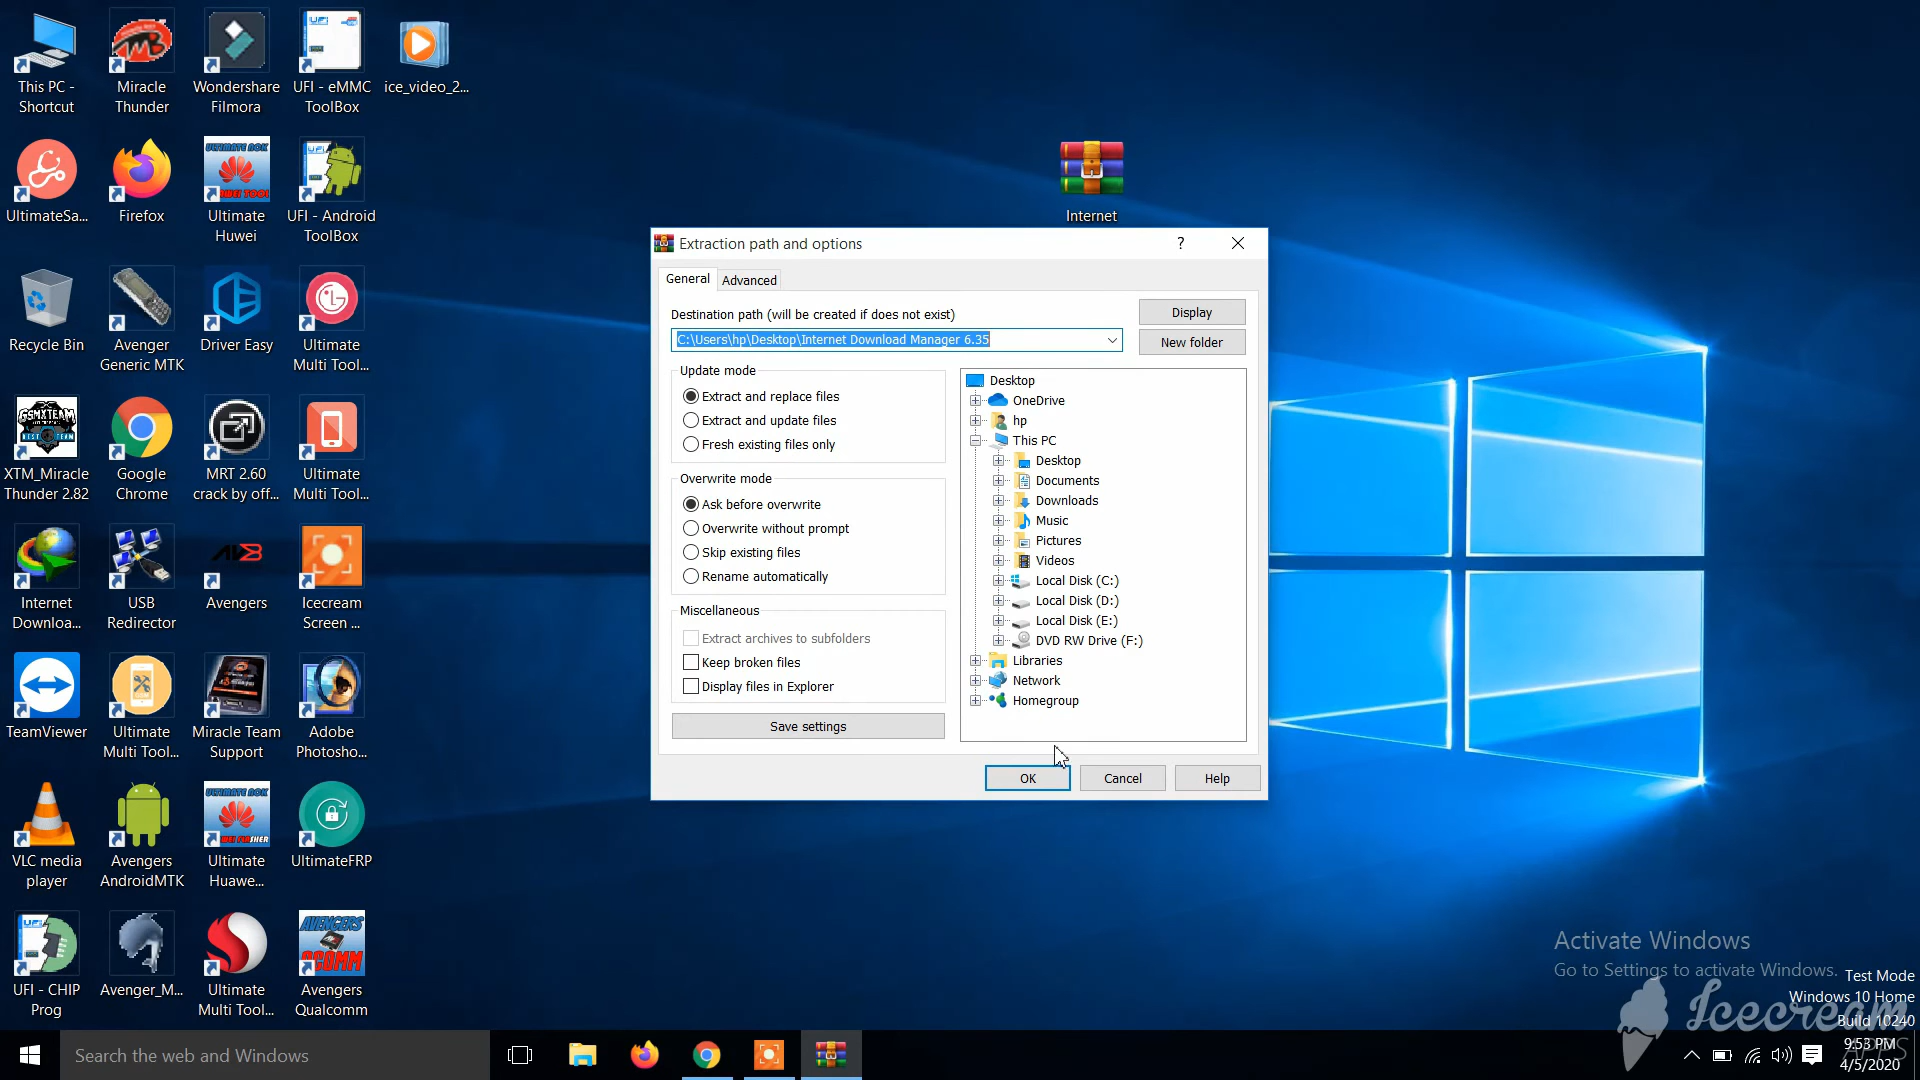 This PC -
Shortcut
Miracle
Thunder
Wondershare
Filmora
UFI - eMMC
ToolBox
ice_video_2...
UltimateSa...
Firefox
Ultimate
Huawei
UFI - Android
ToolBox
Internet
Recycle Bin
Avenger
Generic MTK
Driver Easy
Ultimate
Multi Tool...
XTM_Miracle
Thunder 2.82
Google
Chrome
MRT 2.60
crack by off...
Ultimate
Multi Tool...
Internet
Downloa...
USB
Redirector
Avengers
Icecream
Screen ...
TeamViewer
Ultimate
Multi Tool...
Miracle Team
Support
Adobe
Photosho...
VLC media
player
Avengers
AndroidMTK
Ultimate
Huawe...
UltimateFRP
UFI - CHIP
Prog
Avenger_M...
Ultimate
Multi Tool...
AVENGERS
QCOMM
Avengers
Qualcomm
Extraction path and options
?
General
Advanced
Destination path (will be created if does not exist)
C:\Users\hp\Desktop\Internet Download Manager 6.35
Display
New folder
Update mode
Extract and replace files
Extract and update files
Fresh existing files only
Overwrite mode
Ask before overwrite
Overwrite without prompt
Skip existing files
Rename automatically
Miscellaneous
Extract archives to subfolders
Keep broken files
Display files in Explorer
Save settings
Desktop
OneDrive
hp
This PC
Desktop
Documents
Downloads
Music
Pictures
Videos
Local Disk (C:)
Local Disk (D:)
Local Disk (E:)
DVD RW Drive (F:)
Libraries
Network
Homegroup
OK
Cancel
Help
Activate Windows
Go to Settings to activate Windows.
Test Mode
Windows 10 Home
Build 10240
Icecream
APPS
Search the web and Windows
9:53 PM
4/5/2020